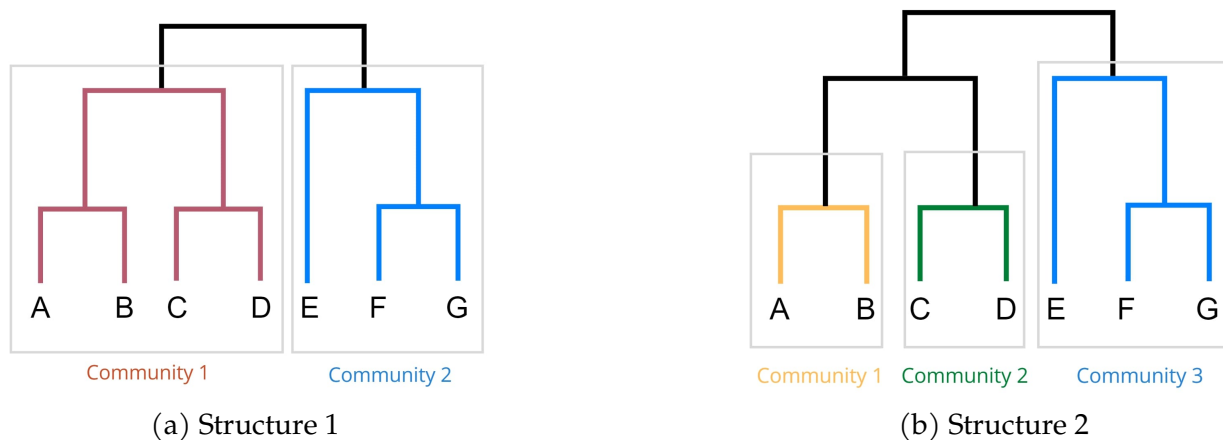 A B C D E F G
Community 1 Community 2
(a) Structure 1
A B C D E F G
Community 1 Community 2 Community 3
(b) Structure 2